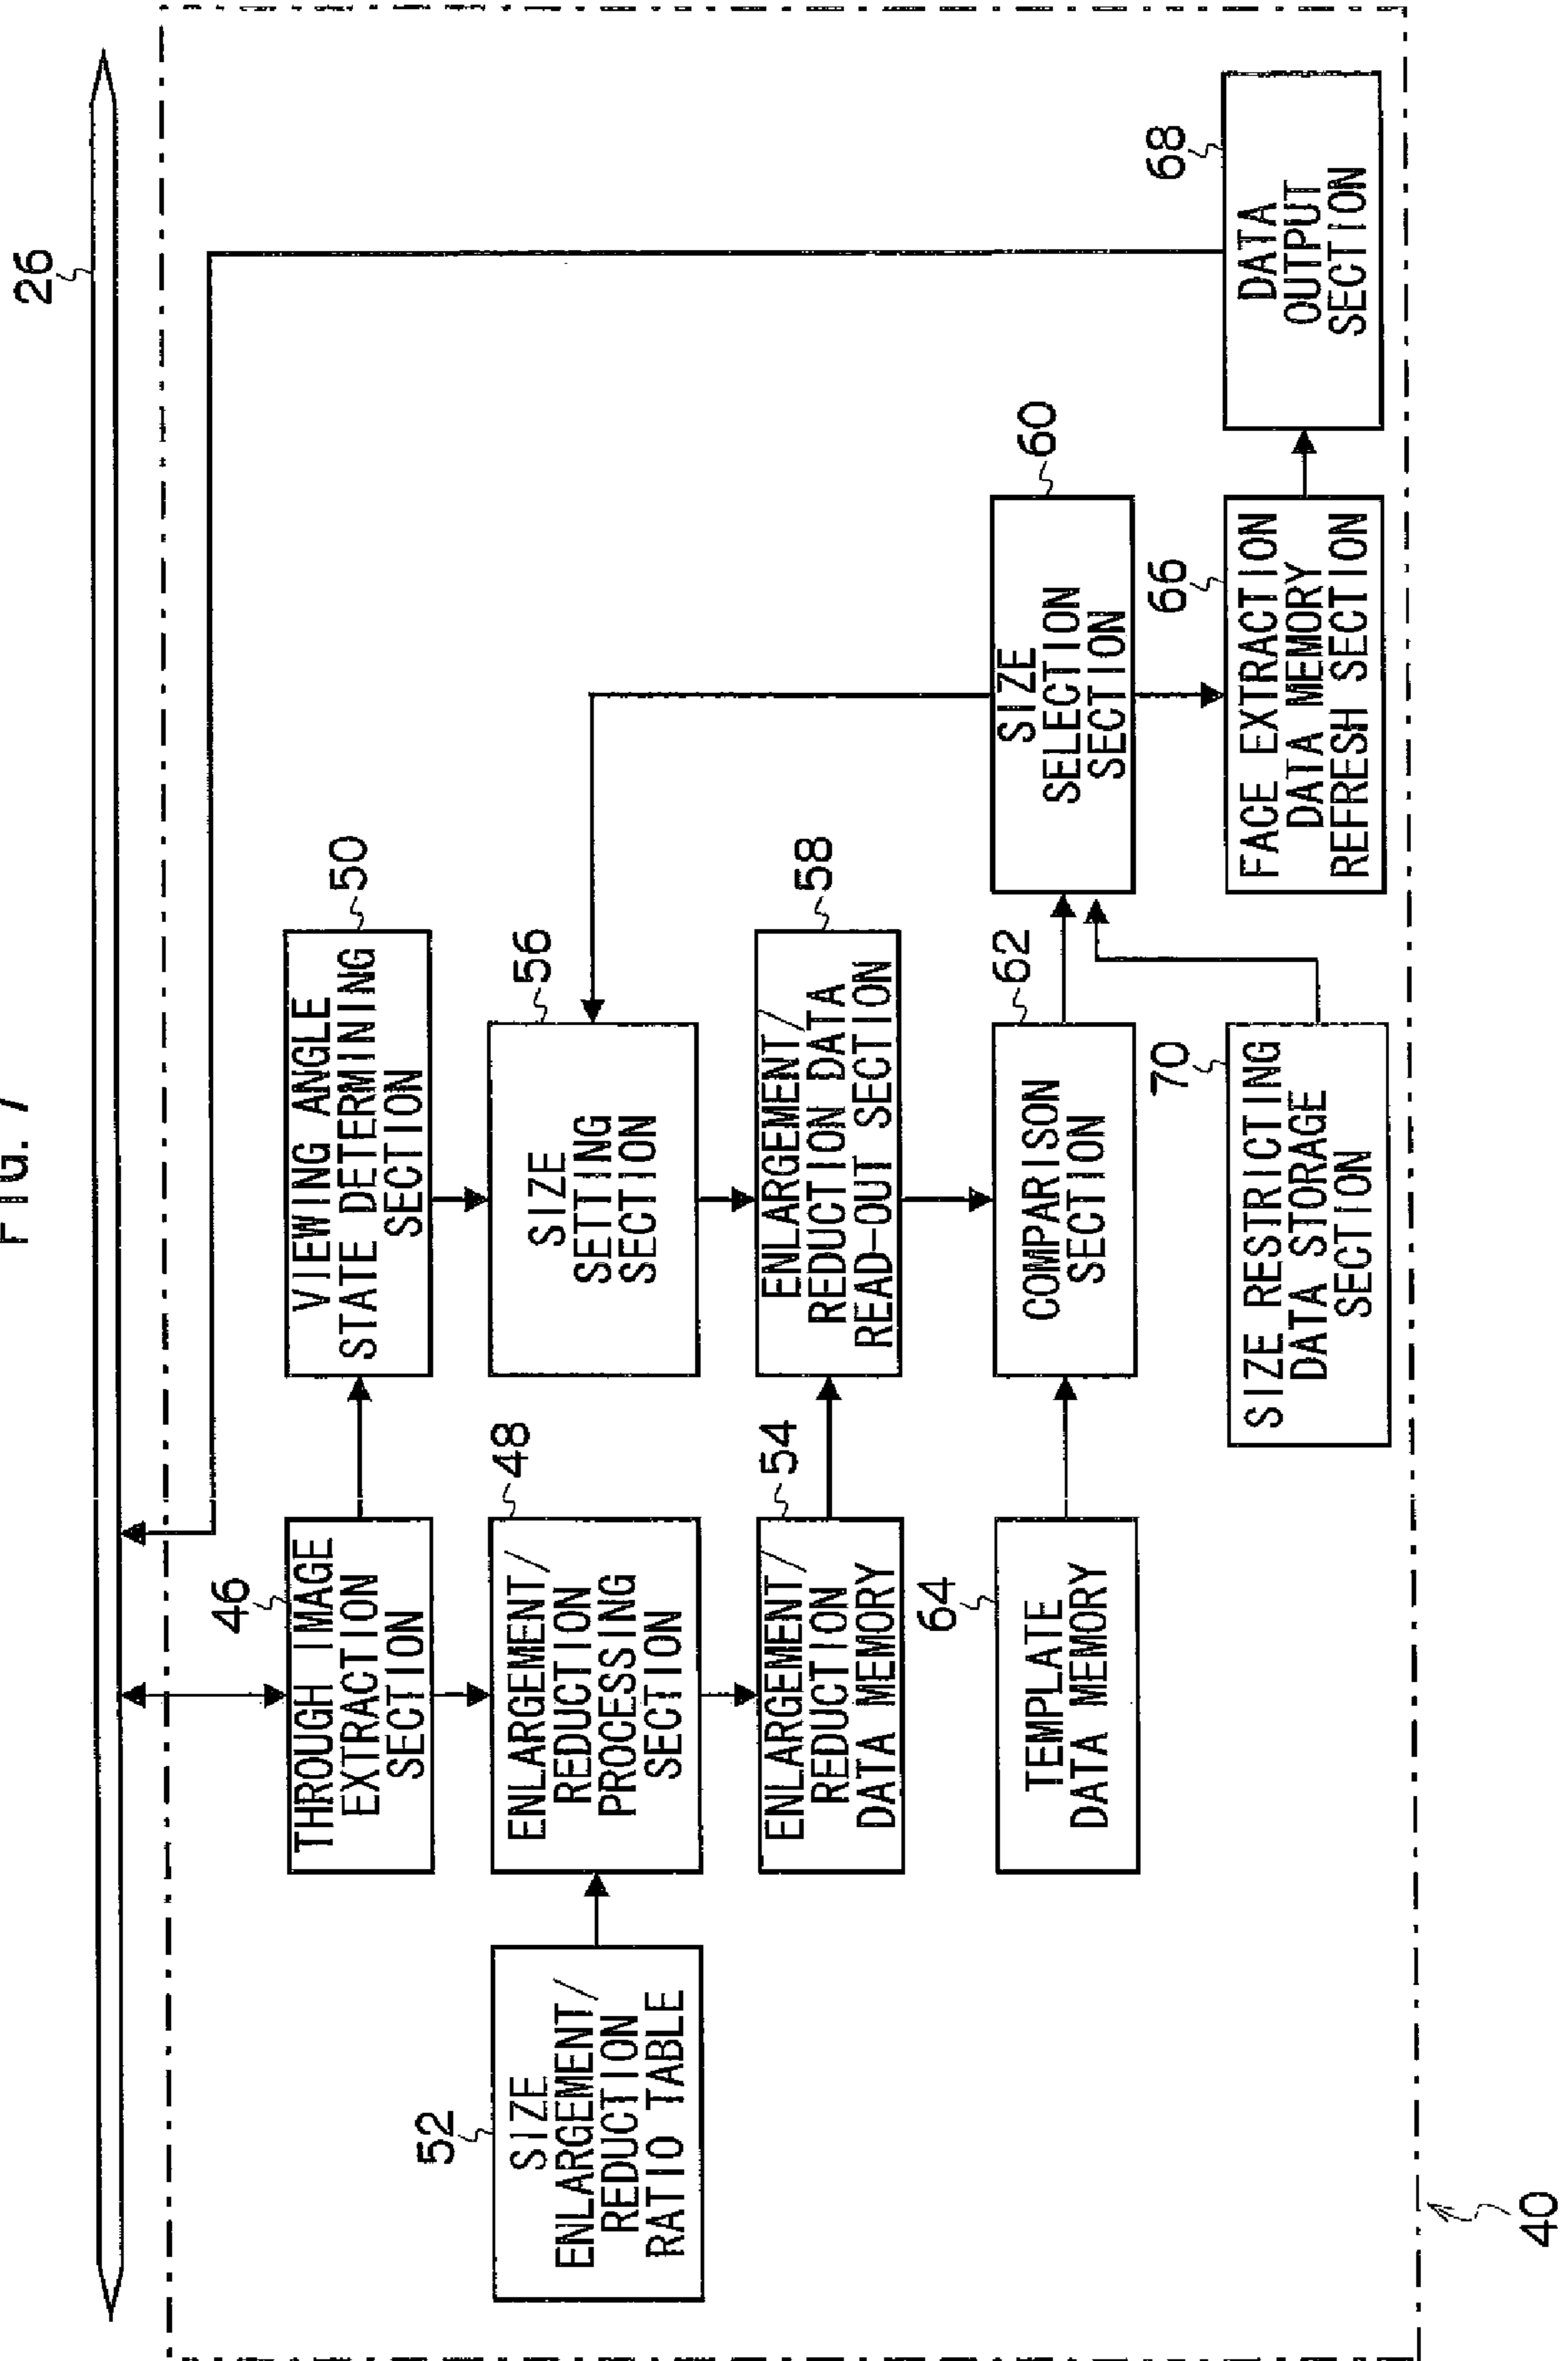 FIG. 7
26
46
THROUGH IMAGE
EXTRACTION
SECTION
50
VIEWING ANGLE
STATE DETERMINING
SECTION
52
SIZE
ENLARGEMENT/
REDUCTION
RATIO TABLE
48
ENLARGEMENT/
REDUCTION
PROCESSING
SECTION
56
SIZE
SETTING
SECTION
54
ENLARGEMENT/
REDUCTION
DATA MEMORY
58
ENLARGEMENT/
REDUCTION DATA
READ-OUT SECTION
64
TEMPLATE
DATA MEMORY
62
COMPARISON
SECTION
60
SIZE
SELECTION
SECTION
70
SIZE RESTRICTING
DATA STORAGE
SECTION
66
FACE EXTRACTION
DATA MEMORY
REFRESH SECTION
68
DATA
OUTPUT
SECTION
40